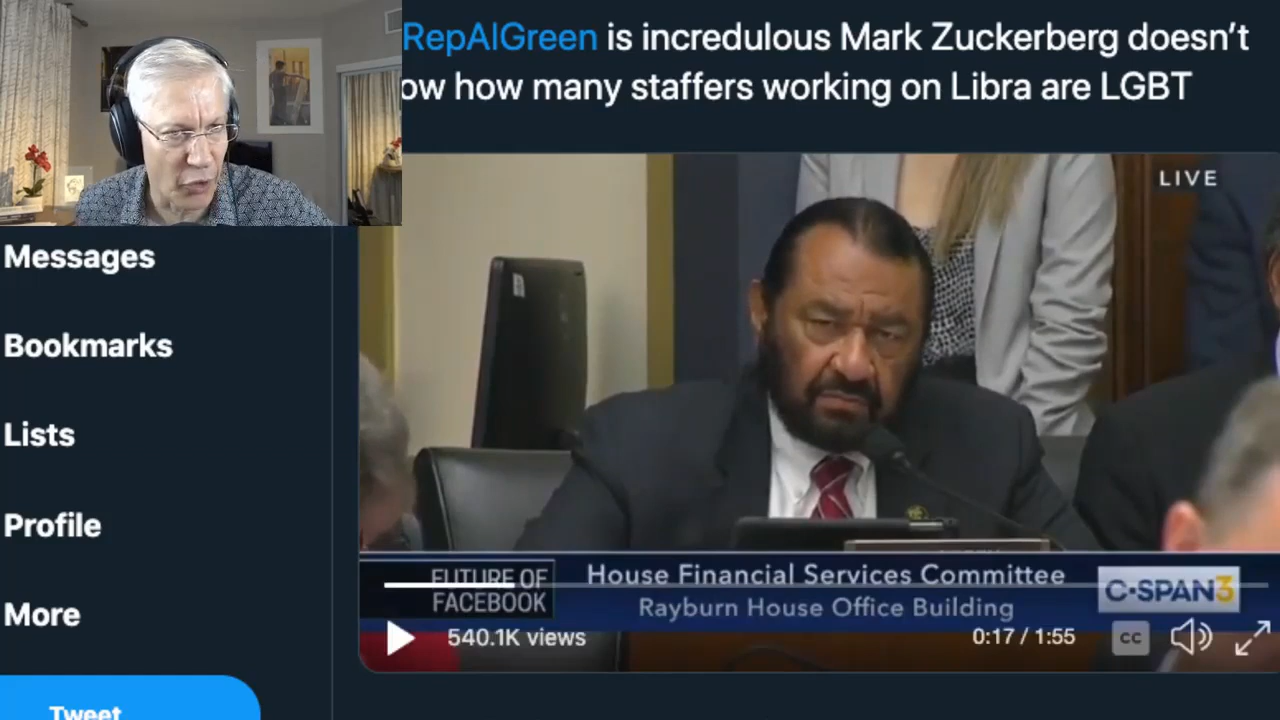 RepAlGreen is incredulous Mark Zuckerberg doesn't
ow how many staffers working on Libra are LGBT
LIVE
Messages
Bookmarks
Lists
Profile
More
Tweet
FUTURE OF
FACEBOOK
House Financial Services Committee
Rayburn House Office Building
C-SPAN3
540.1K views
0:17 / 1:55
CC